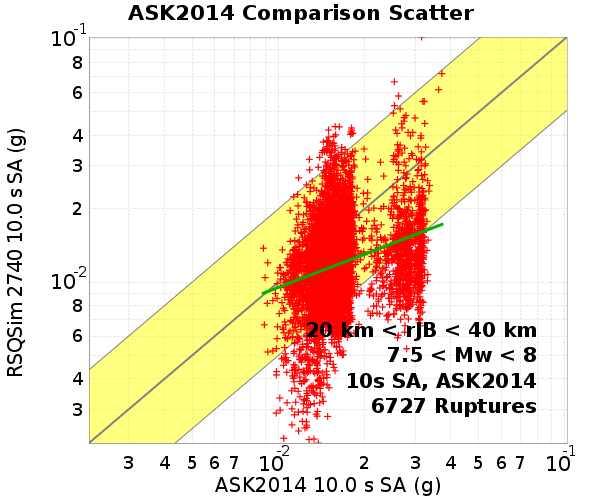 ASK2014 Comparison Scatter
RSQSim 2740 10.0 s SA (g)
10-1
8
6
4
3
2
10-2
8
6
4
3
20 km < rJB < 40 km
7.5 < Mw < 8
10s SA, ASK2014
6727 Ruptures
3 4 5 6 7 10-2 2 3 4 5 6 7 10-1
ASK2014 10.0 s SA (g)